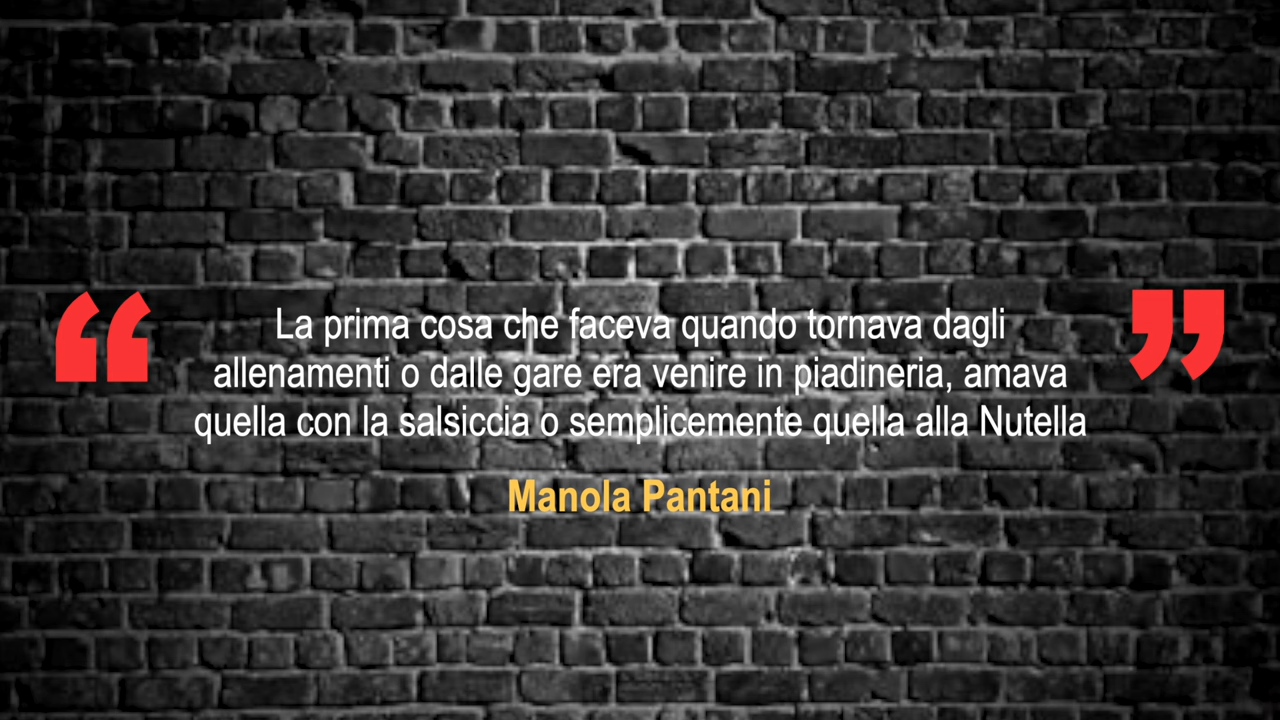 “ La prima cosa che faceva quando tornava dagli ”
allenamenti o dalle gare era venire in piadineria, amava
quella con la salsiccia o semplicemente quella alla Nutella
Manola Pantani